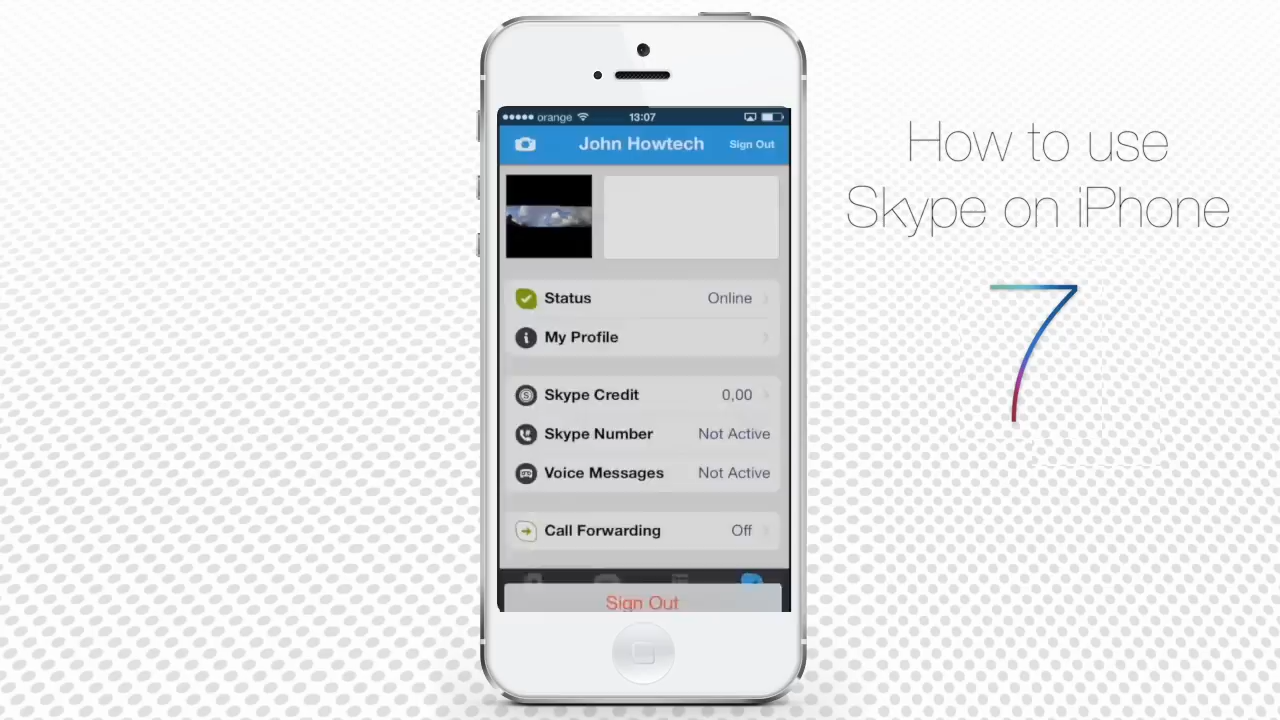 orange 13:07
John Howtech Sign Out
Status Online
My Profile
Skype Credit 0,00
Skype Number Not Active
Voice Messages Not Active
Call Forwarding Off
Sign Out
How to use
Skype on iPhone
7